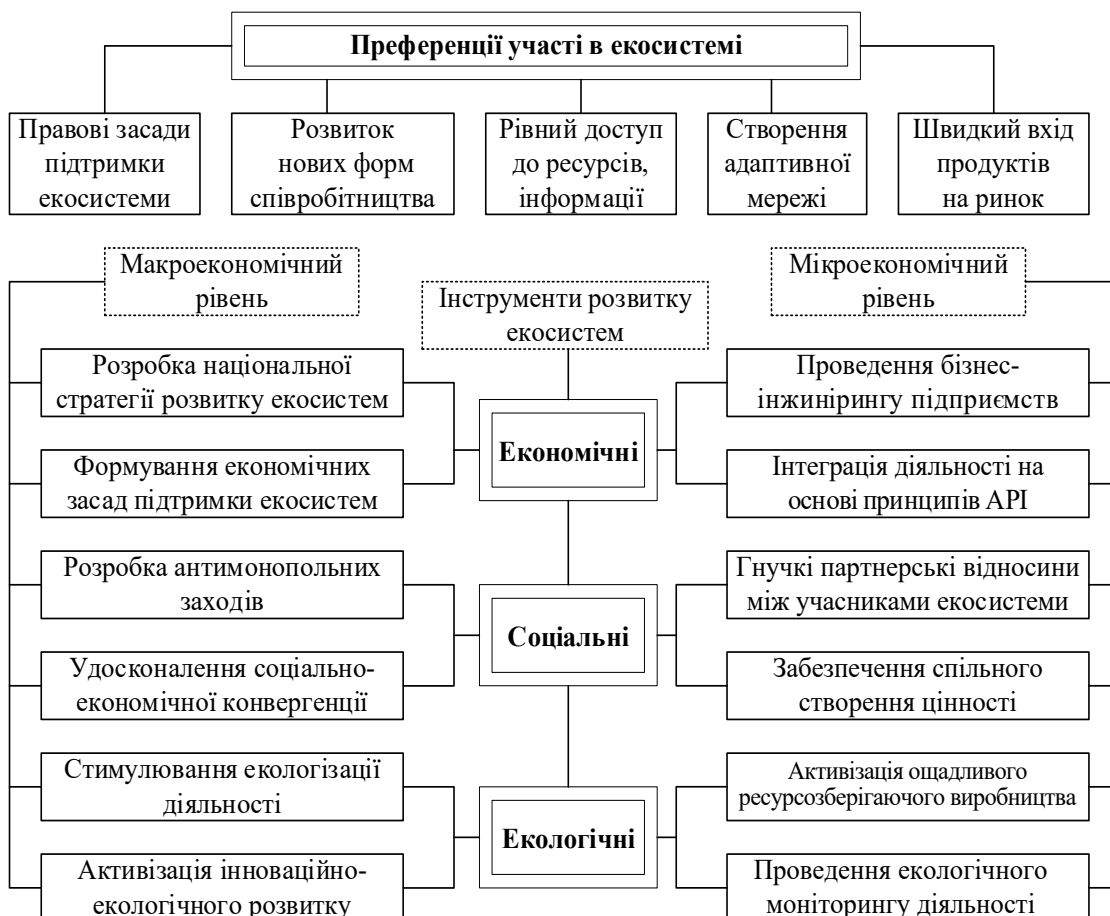 Преференції участі в екосистемі
Правові засади
підтримки
екосистеми
Розвиток
нових форм
співробітництва
Рівний доступ
до ресурсів,
інформації
Створення
адаптивної
мережі
Швидкий вхід
продуктів
на ринок
Макроекономічний
рівень
Інструменти розвитку
екосистем
Мікроекономічний
рівень
Розробка національної
стратегії розвитку екосистем
Економічні
Проведення бізнес-
інжинірингу підприємств
Формування економічних
засад підтримки екосистем
Інтеграція діяльності на
основі принципів API
Розробка антимонопольних
заходів
Соціальні
Гнучкі партнерські відносини
між учасниками екосистеми
Удосконалення соціально-
економічної конвергенції
Забезпечення спільного
створення цінності
Стимулювання екологізації
діяльності
Екологічні
Активізація ощадливого
ресурсозберігаючого виробництва
Активізація інноваційно-
екологічного розвитку
Проведення екологічного
моніторингу діяльності